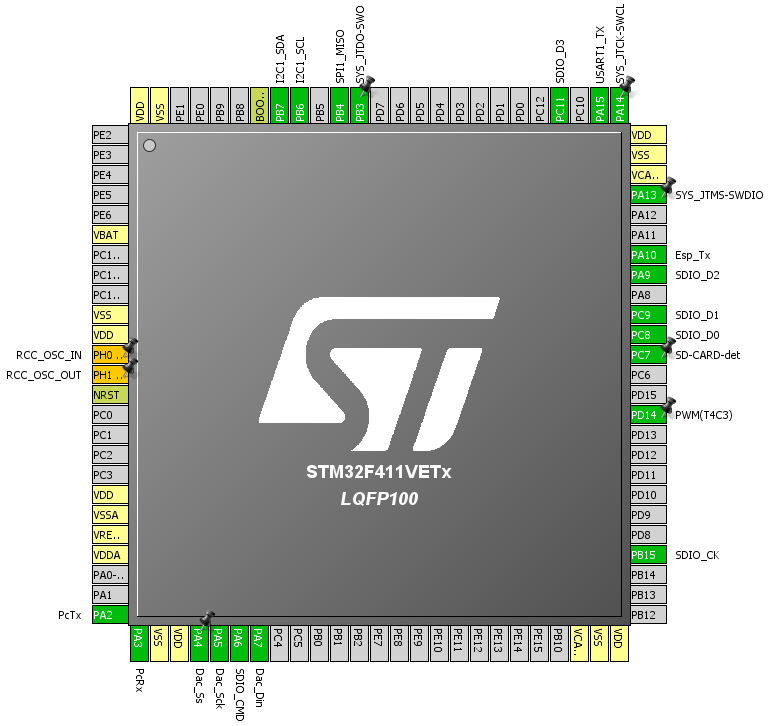 I2C1_SDA
I2C1_SCL
SPI1_MISO
SYS_JTDO-SWO
SDIO_D3
USART1_TX
SYS_JTCK-SWCL
VDD
VSS
PE1
PE0
PB9
PB8
BOO..
PB7
PB6
PB5
PB4
PB3
PD7
PD6
PD5
PD4
PD3
PD2
PD1
PD0
PC12
PC11
PC10
PA15
PA14
PE2
PE3
PE4
PE5
PE6
VBAT
PC1..
PC1..
PC1..
VSS
VDD
RCC_OSC_IN PH0 ..
RCC_OSC_OUT PH1 ..
NRST
PC0
PC1
PC2
PC3
VDD
VSSA
VRE..
VDDA
PA0-..
PA1
PcTx PA2
STM32F411VETx
LQFP100
VDD
VSS
VCA..
PA13 SYS_JTMS-SWDIO
PA12
PA11
PA10 Esp_Tx
PA9 SDIO_D2
PA8
PC9 SDIO_D1
PC8 SDIO_D0
PC7 SD-CARD-det
PC6
PD15
PD14 PWM(T4C3)
PD13
PD12
PD11
PD10
PD9
PD8
PB15 SDIO_CK
PB14
PB13
PB12
PA3
VSS
VDD
PA4
PA5
PA6
PA7
PC4
PC5
PB0
PB1
PB2
PE7
PE8
PE9
PE10
PE11
PE12
PE13
PE14
PE15
PB10
VCA..
VSS
VDD
PcRx
Dac_Ss
Dac_Sck
SDIO_CMD
Dac_Din